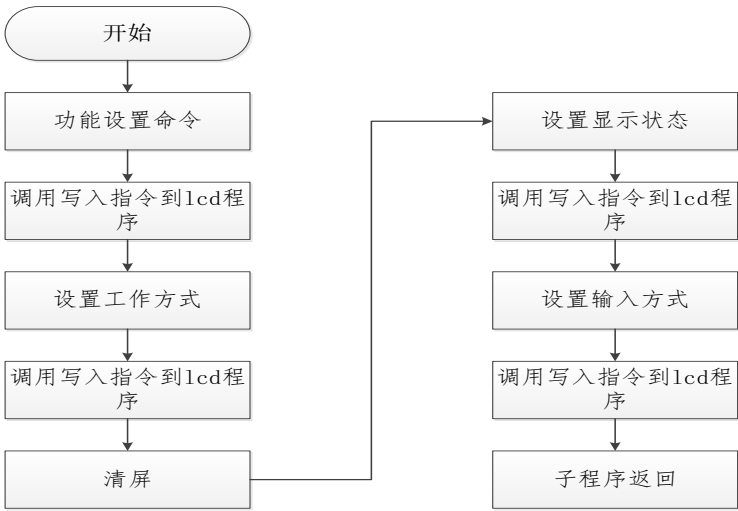 开始
功能设置命令
调用写入指令到lcd程
序
设置工作方式
调用写入指令到lcd程
序
清屏
设置显示状态
调用写入指令到lcd程
序
设置输入方式
调用写入指令到lcd程
序
子程序返回